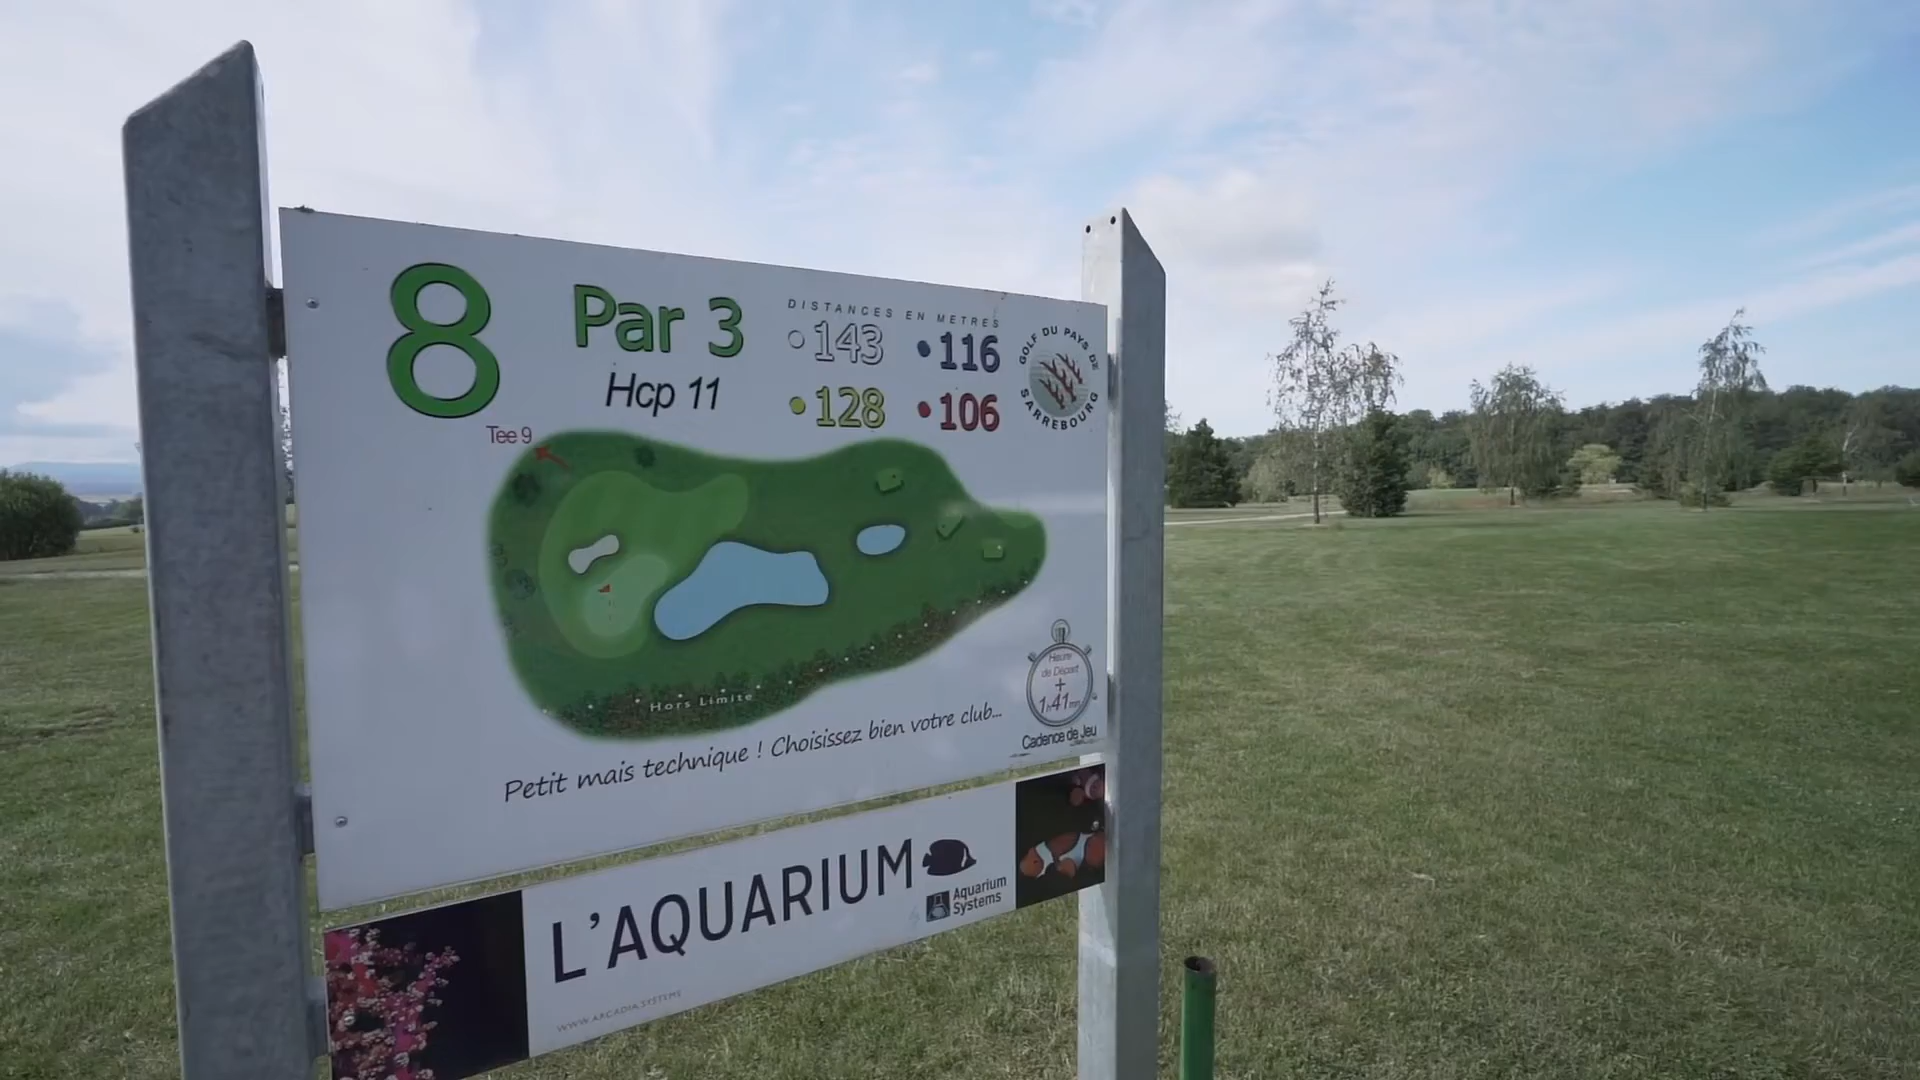 8
Par 3
Hcp 11
DISTANCES EN METRES
143
116
128
106
GOLF DU PAYS DE SARREBOURG
Tee 9
Hors Limite
Heure
de Départ
+
1h41mn
Cadence de Jeu
Petit mais technique ! Choisissez bien votre club...
L'AQUARIUM
Aquarium
Systems
WWW.ARCADIA.SYSTEMS